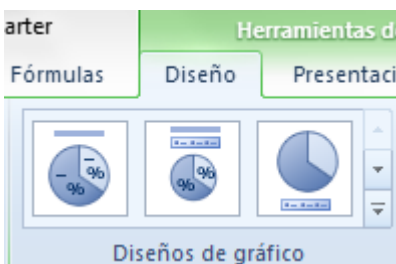 arter Herramientas d
Fórmulas Diseño Presentaci
% %
% %
Diseños de gráfico